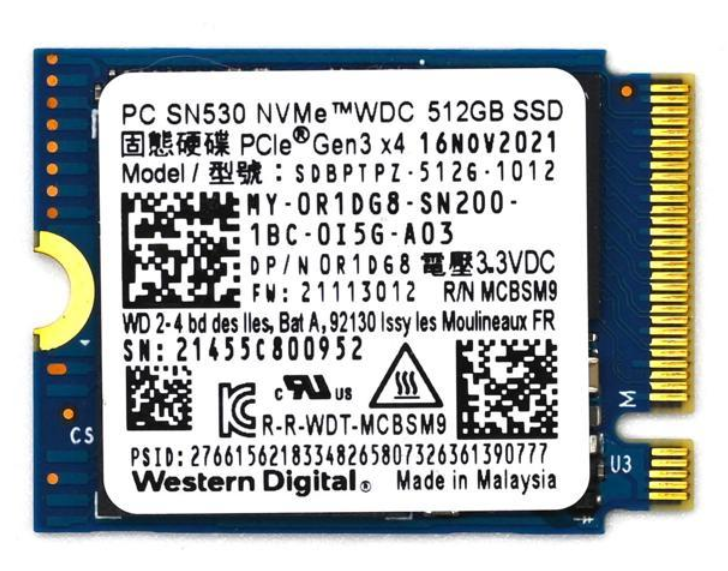 PC SN530 NVMe™WDC 512GB SSD
固態硬碟 PCIe® Gen3 x4 16NOV2021
Model / 型號 : SDBPTPZ-512G-1012
MY-0R1DG8-SN200-
1BC-0I5G-A03
DP/N 0R1DG8 電壓3.3VDC
FW: 21113012 R/N MCBSM9
WD 2-4 bd des Iles, Bat A, 92130 Issy les Moulineaux FR
SN: 21455C800952
c RU US
R-R-WDT-MCBSM9
PSID: 27661562183348265807326361390777
Western Digital® Made in Malaysia
CS
M
U3